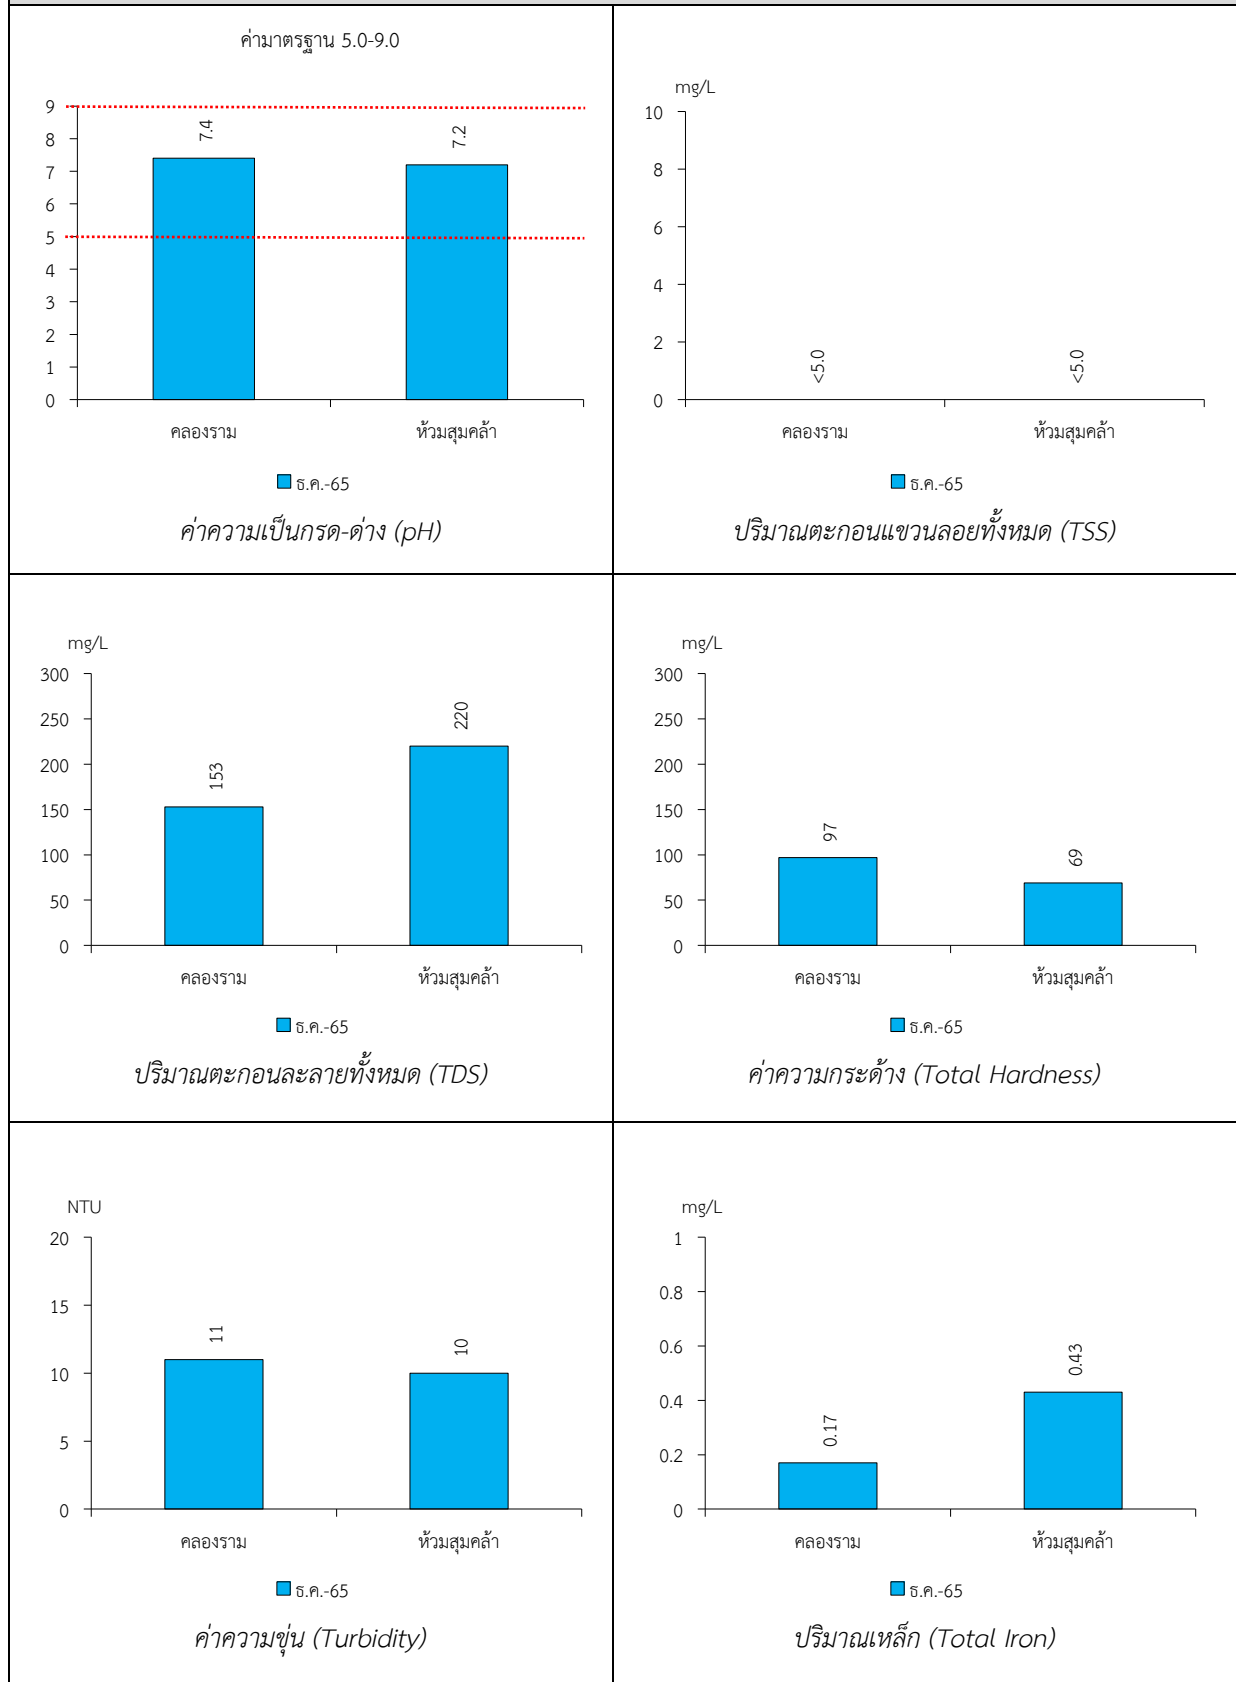 ค่ามาตรฐาน 5.0-9.0
9
8
7
6
5
4
3
2
1
0
7.4
7.2
คลองราม
ห้วมสุมคล้า
ธ.ค.-65
ค่าความเป็นกรด-ด่าง (pH)
mg/L
10
8
6
4
2
0
<5.0
<5.0
คลองราม
ห้วมสุมคล้า
ธ.ค.-65
ปริมาณตะกอนแขวนลอยทั้งหมด (TSS)
mg/L
300
250
200
150
100
50
0
153
220
คลองราม
ห้วมสุมคล้า
ธ.ค.-65
ปริมาณตะกอนละลายทั้งหมด (TDS)
mg/L
300
250
200
150
100
50
0
97
69
คลองราม
ห้วมสุมคล้า
ธ.ค.-65
ค่าความกระด้าง (Total Hardness)
NTU
20
15
10
5
0
11
10
คลองราม
ห้วมสุมคล้า
ธ.ค.-65
ค่าความขุ่น (Turbidity)
mg/L
1
0.8
0.6
0.4
0.2
0
0.17
0.43
คลองราม
ห้วมสุมคล้า
ธ.ค.-65
ปริมาณเหล็ก (Total Iron)